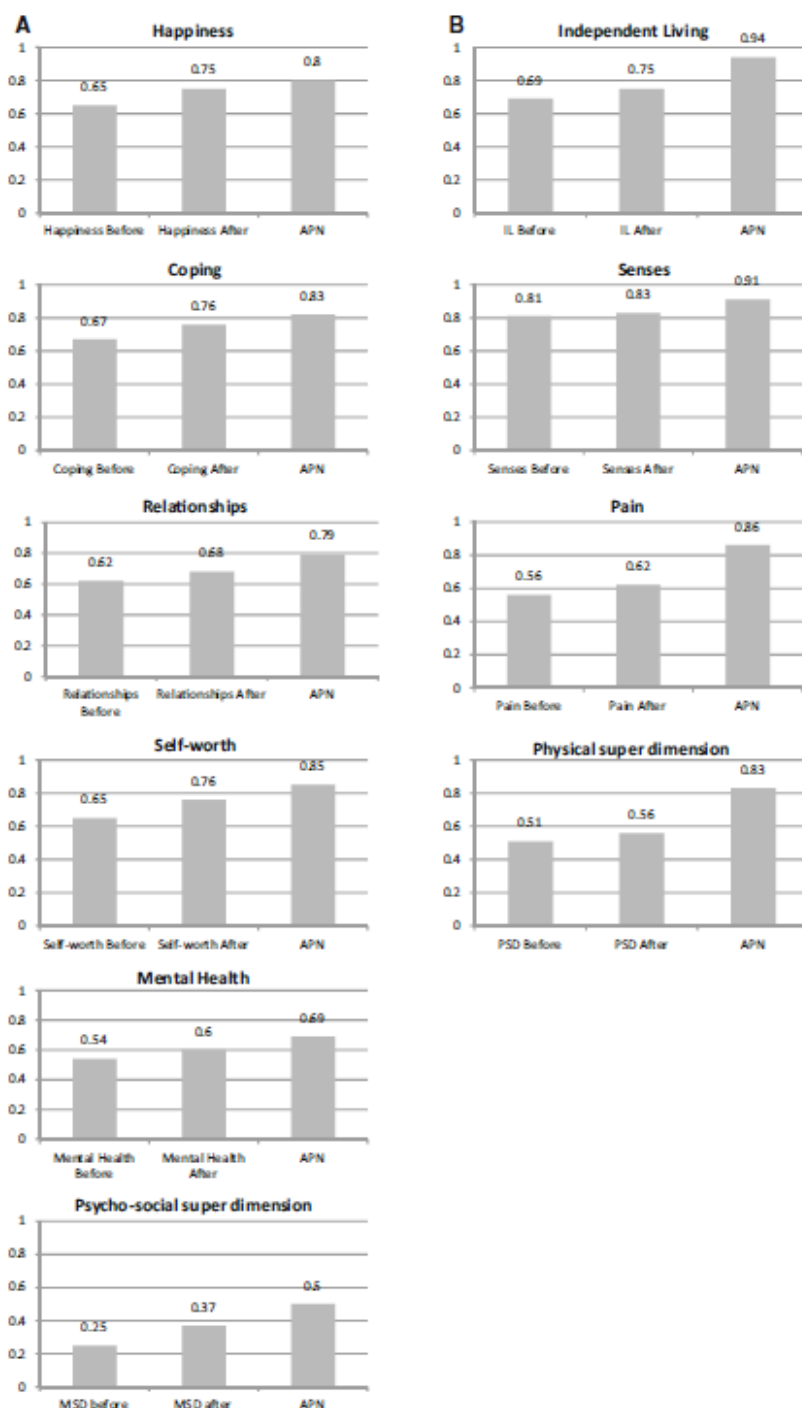 A
Happiness
1
0.8
0.6
0.4
0.2
0
0.65
0.75
0.8
Happiness Before
Happiness After
APN
Coping
1
0.8
0.6
0.4
0.2
0
0.67
0.76
0.83
Coping Before
Coping After
APN
Relationships
1
0.8
0.6
0.4
0.2
0
0.62
0.68
0.79
Relationships
Before
Relationships After
APN
Self-worth
1
0.8
0.6
0.4
0.2
0
0.65
0.76
0.85
Self-worth Before
Self-worth After
APN
Mental Health
1
0.8
0.6
0.4
0.2
0
0.54
0.6
0.69
Mental Health
Before
Mental Health
After
APN
Psycho-social super dimension
1
0.8
0.6
0.4
0.2
0
0.25
0.37
0.5
MSD before
MSD after
APN
B
Independent Living
1
0.8
0.6
0.4
0.2
0
0.69
0.75
0.94
IL Before
IL After
APN
Senses
1
0.8
0.6
0.4
0.2
0
0.81
0.83
0.91
Senses Before
Senses After
APN
Pain
1
0.8
0.6
0.4
0.2
0
0.56
0.62
0.86
Pain Before
Pain After
APN
Physical super dimension
1
0.8
0.6
0.4
0.2
0
0.51
0.56
0.83
PSD Before
PSD After
APN